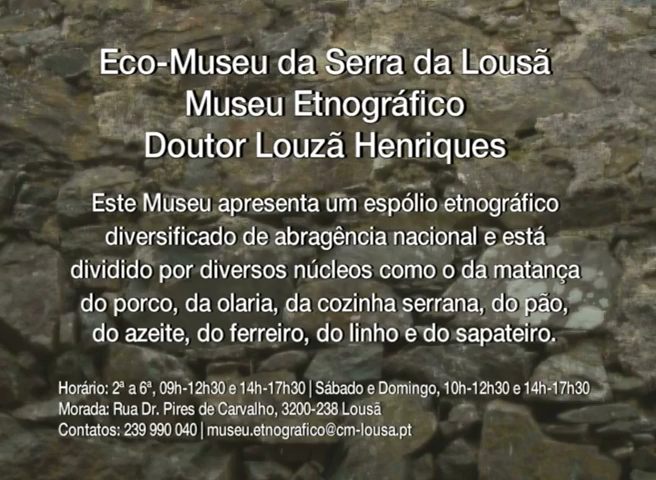 Eco-Museu da Serra da Lousã
Museu Etnográfico
Doutor Louzã Henriques
Este Museu apresenta um espólio etnográfico
diversificado de abragência nacional e está
dividido por diversos núcleos como o da matança
do porco, da olaria, da cozinha serrana, do pão,
do azeite, do ferreiro, do linho e do sapateiro.
Horário: 2ª a 6ª, 09h-12h30 e 14h-17h30 | Sábado e Domingo, 10h-12h30 e 14h-17h30
Morada: Rua Dr. Pires de Carvalho, 3200-238 Lousã
Contatos: 239 990 040 | museu.etnografico@cm-lousa.pt